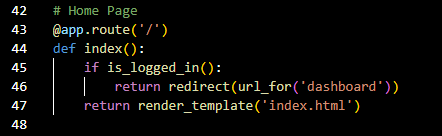 42 # Home Page
43 @app.route('/')
44 def index():
45     if is_logged_in():
46         return redirect(url_for('dashboard'))
47     return render_template('index.html')
48